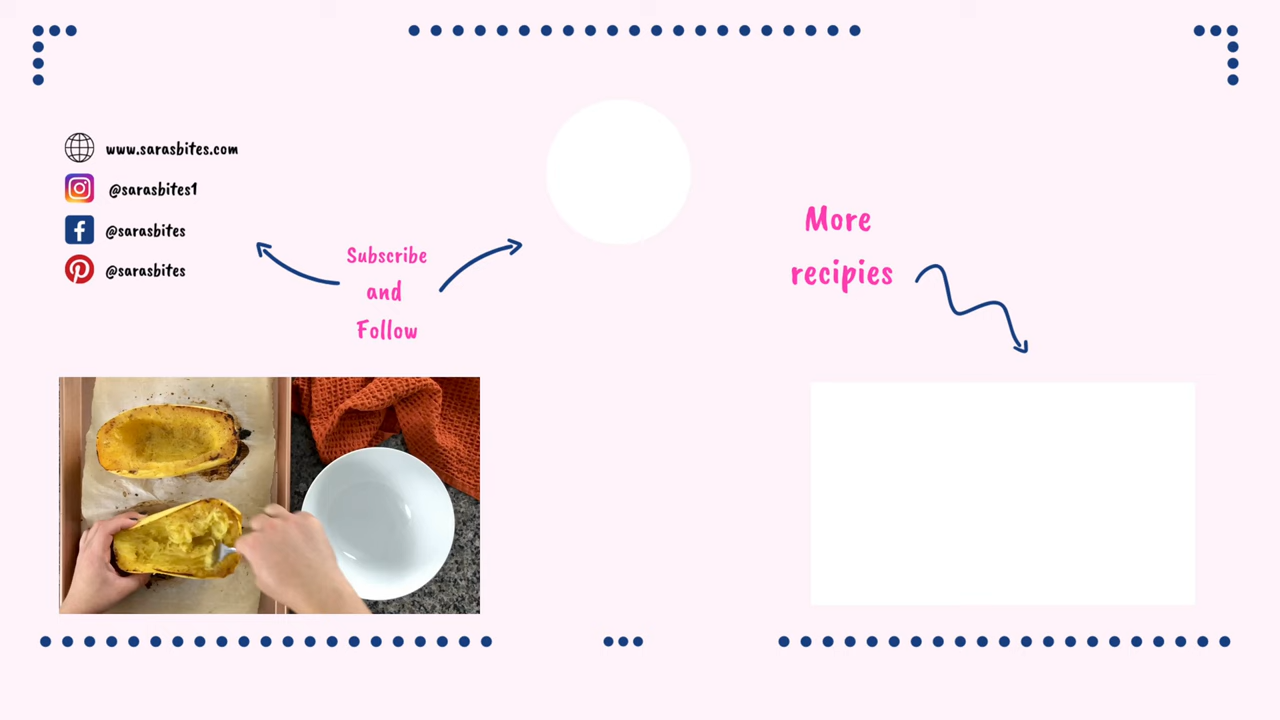 www.sarasbites.com
@sarasbites1
@sarasbites
@sarasbites
Subscribe
and
Follow
More
recipies